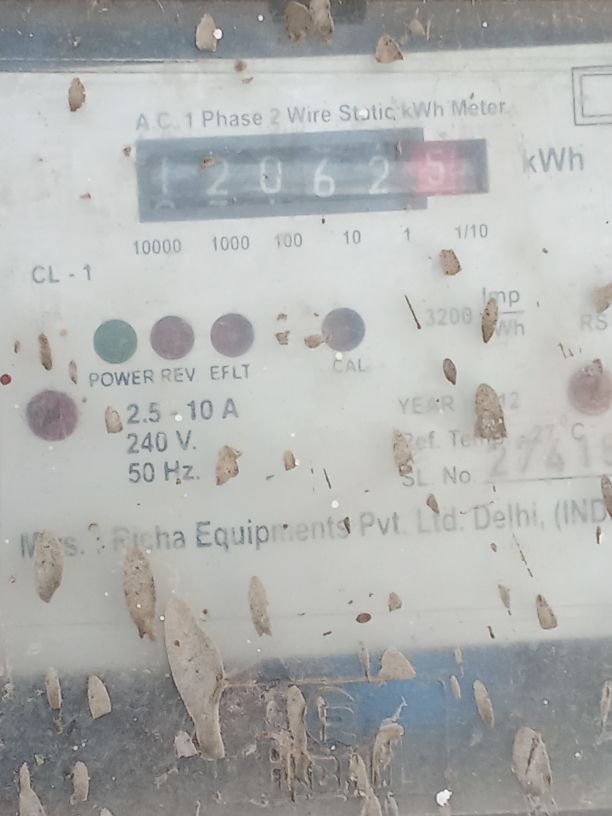 A.C. 1 Phase 2 Wire Static kWh Meter
1 2 0 6 2 5 kWh
10000 1000 100 10 1 1/10
CL - 1
3200 Imp
RS
POWER REV EFLT CAL
2.5 - 10 A
YEAR
240 V.
50 Hz.
SL. No.
Richa Equipments Pvt. Ltd. Delhi, (IND